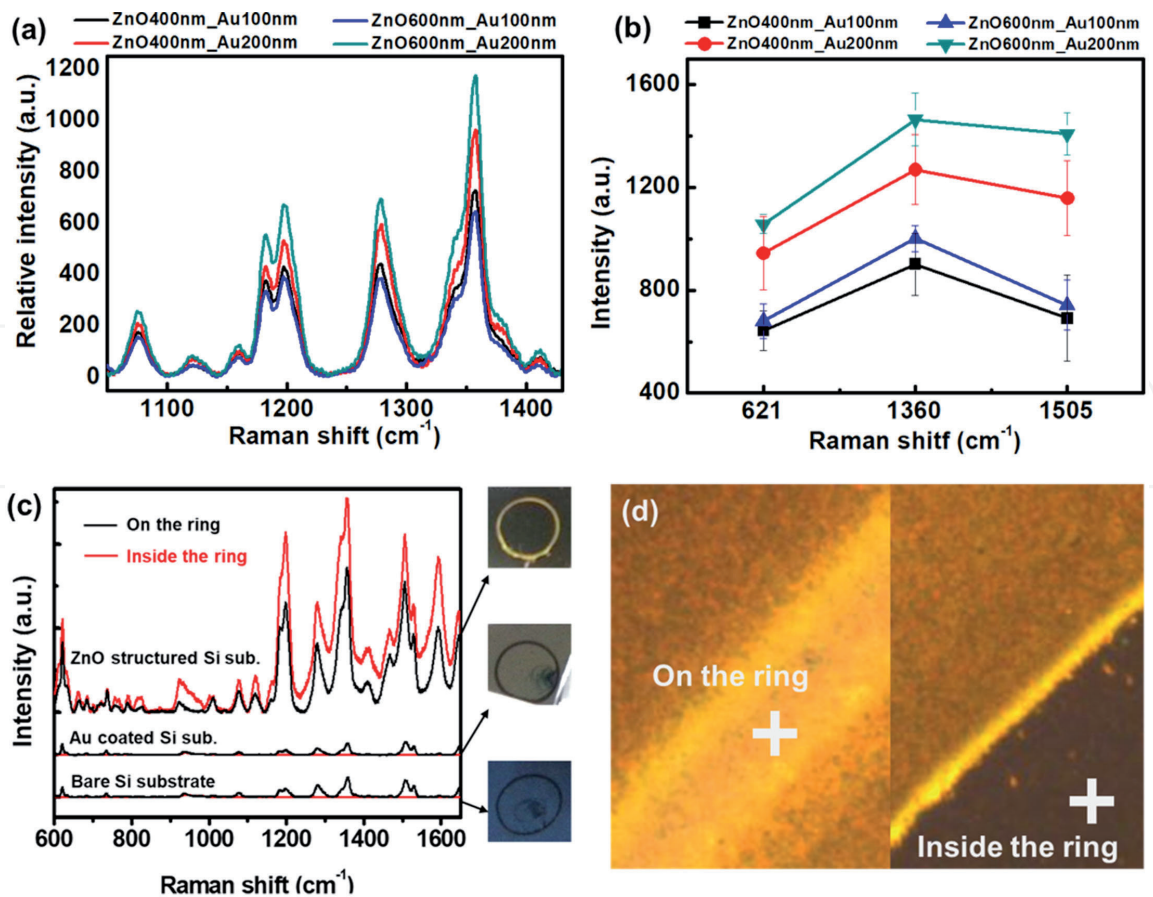 (a)
ZnO400nm_Au100nm ZnO600nm_Au100nm
ZnO400nm_Au200nm ZnO600nm_Au200nm
1200
1000
800
600
400
200
0
Relative intensity (a.u.)
1100 1200 1300 1400
Raman shift (cm-1)
(b)
ZnO400nm_Au100nm ZnO600nm_Au100nm
ZnO400nm_Au200nm ZnO600nm_Au200nm
1600
1200
800
400
Intensity (a.u.)
621 1360 1505
Raman shitf (cm-1)
(c)
On the ring
Inside the ring
ZnO structured Si sub.
Au coated Si sub.
Bare Si substrate
Intensity (a.u.)
600 800 1000 1200 1400 1600
Raman shift (cm-1)
(d)
On the ring
Inside the ring